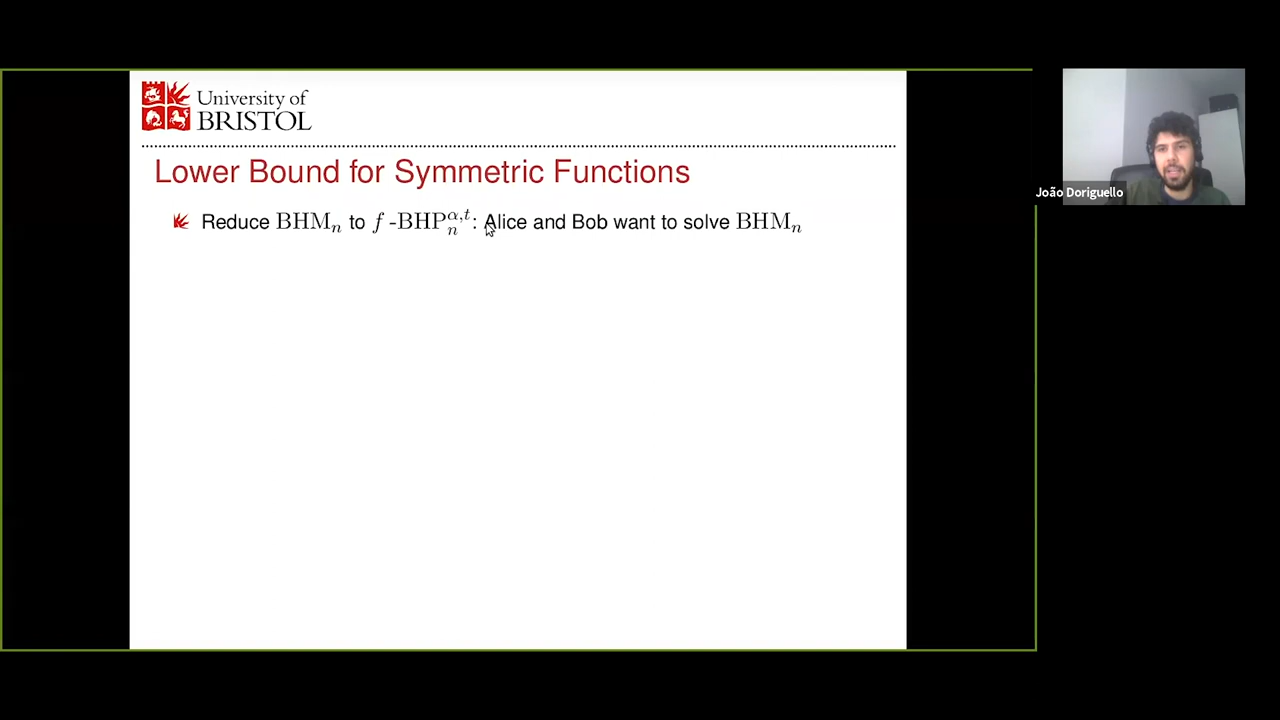 University of
BRISTOL
Lower Bound for Symmetric Functions
Reduce BHMₙ to f -BHPₙ^{α,t}: Alice and Bob want to solve BHMₙ
João Doriguello